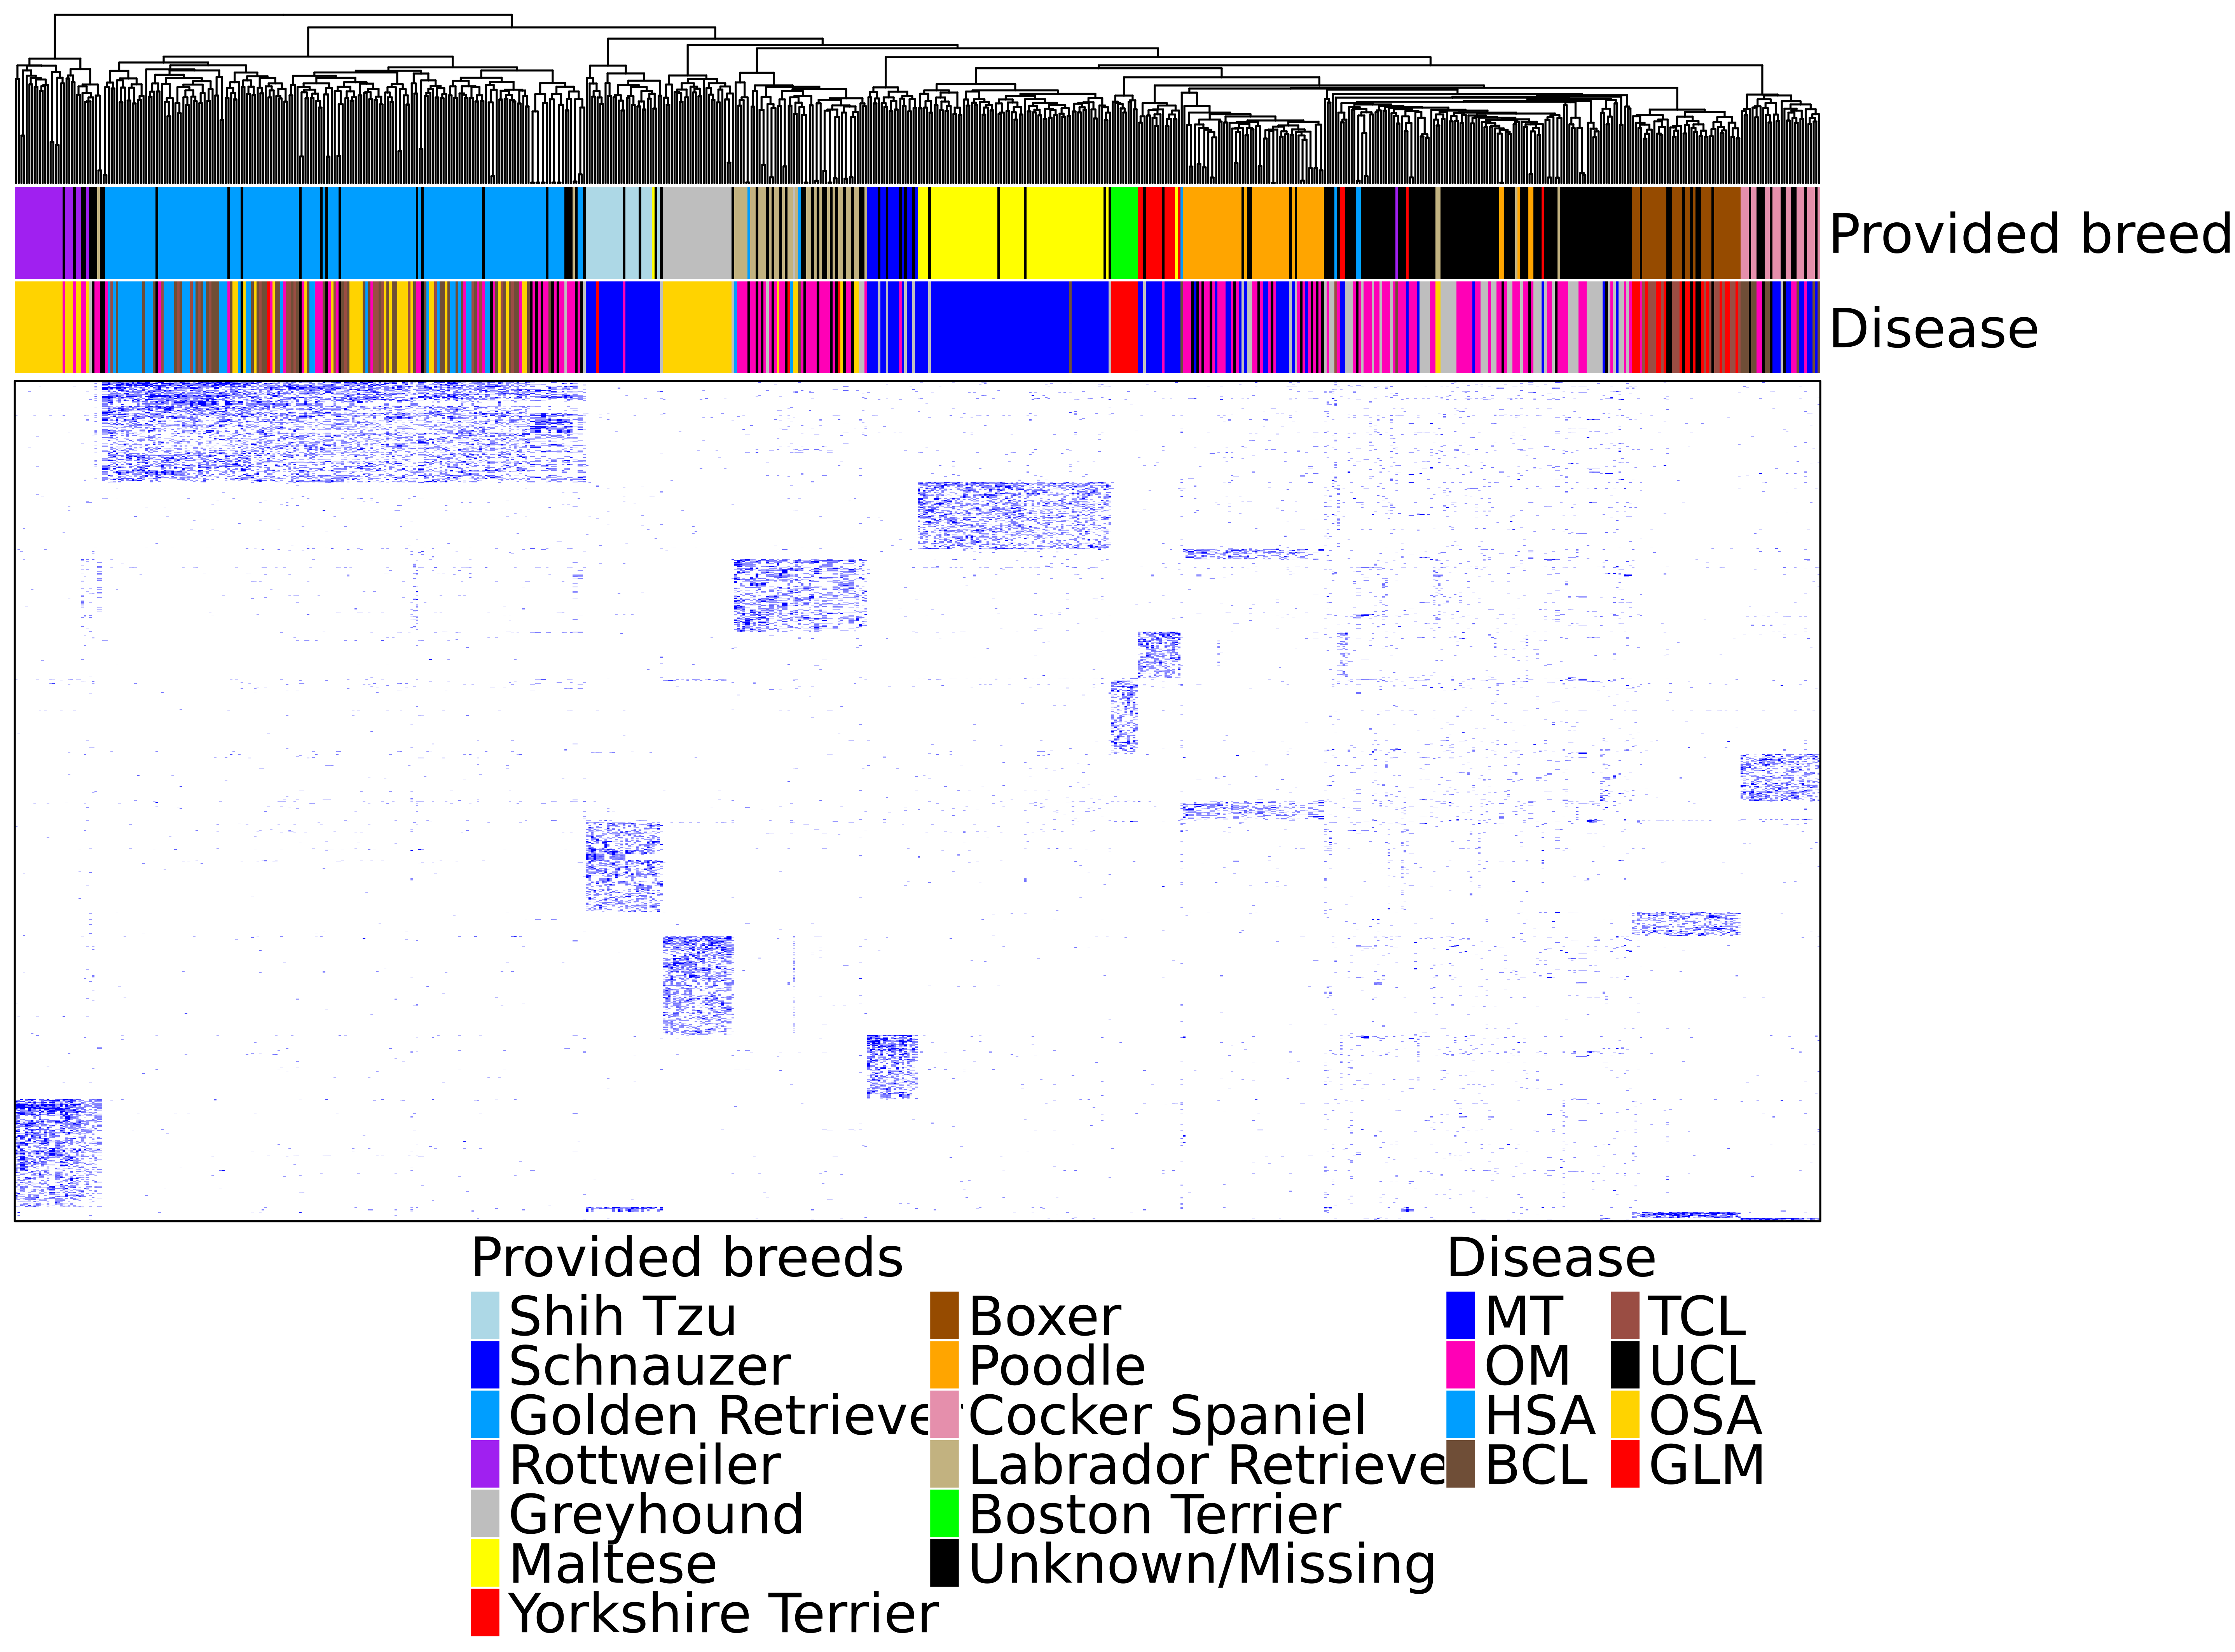 Provided breed
Disease
Provided breeds
Disease
Shih Tzu
Boxer
MT
TCL
Schnauzer
Poodle
OM
UCL
Golden Retriever
Cocker Spaniel
HSA
OSA
Rottweiler
Labrador Retrieve
BCL
GLM
Greyhound
Boston Terrier
Maltese
Unknown/Missing
Yorkshire Terrier